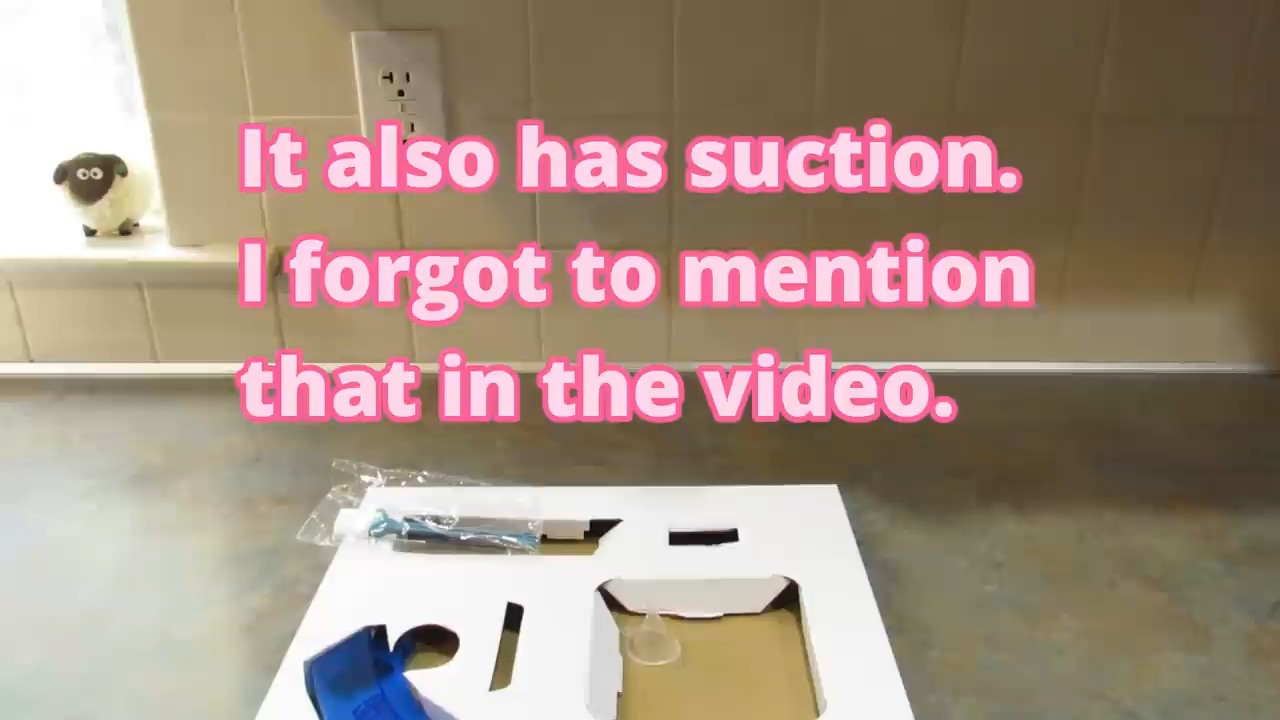 It also has suction.
I forgot to mention
that in the video.